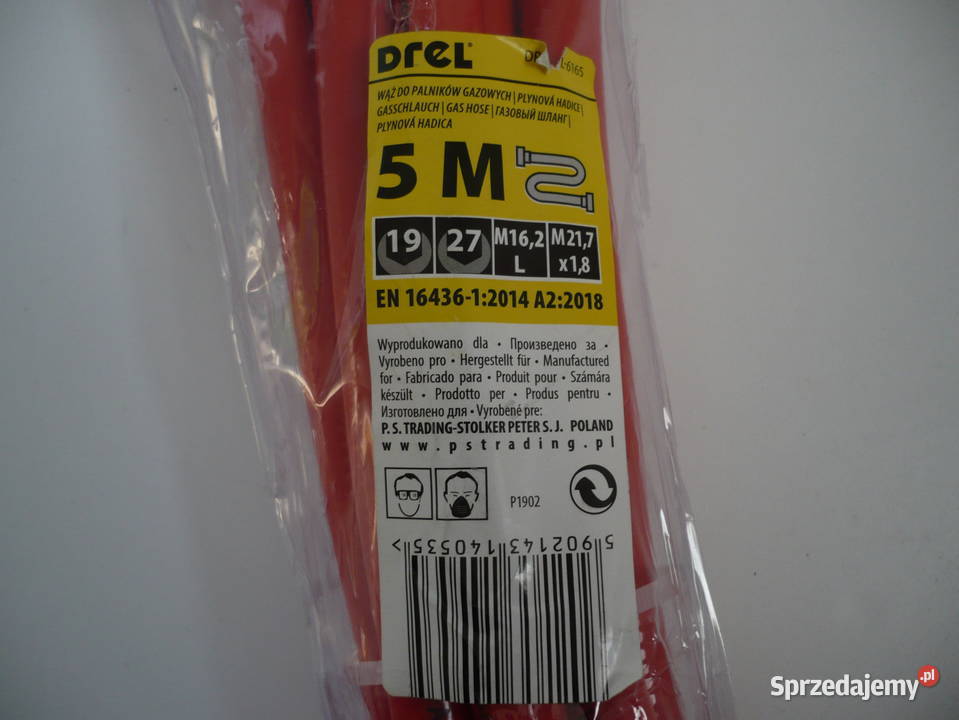 DREL
L-6165
WĄŻ DO PALNIKÓW GAZOWYCH | PLYNOVÁ HADICE |
GASSCHLAUCH | GAS HOSE | ГАЗОВЫЙ ШЛАНГ |
PLYNOVÁ HADICA
5 M
19 27 M16,2 L M21,7 x1,8
EN 16436-1:2014 A2:2018
Wyprodukowano dla • Произведено за •
Vyrobeno pro • Hergestellt für • Manufactured
for • Fabricado para • Produit pour • Számára
készült • Prodotto per • Produs pentru •
Изготовлено для • Vyrobené pre:
P. S. TRADING-STOLKER PETER S. J. POLAND
www.pstrading.pl
P1902
5 902143 140535 >
Sprzedajemy.pl